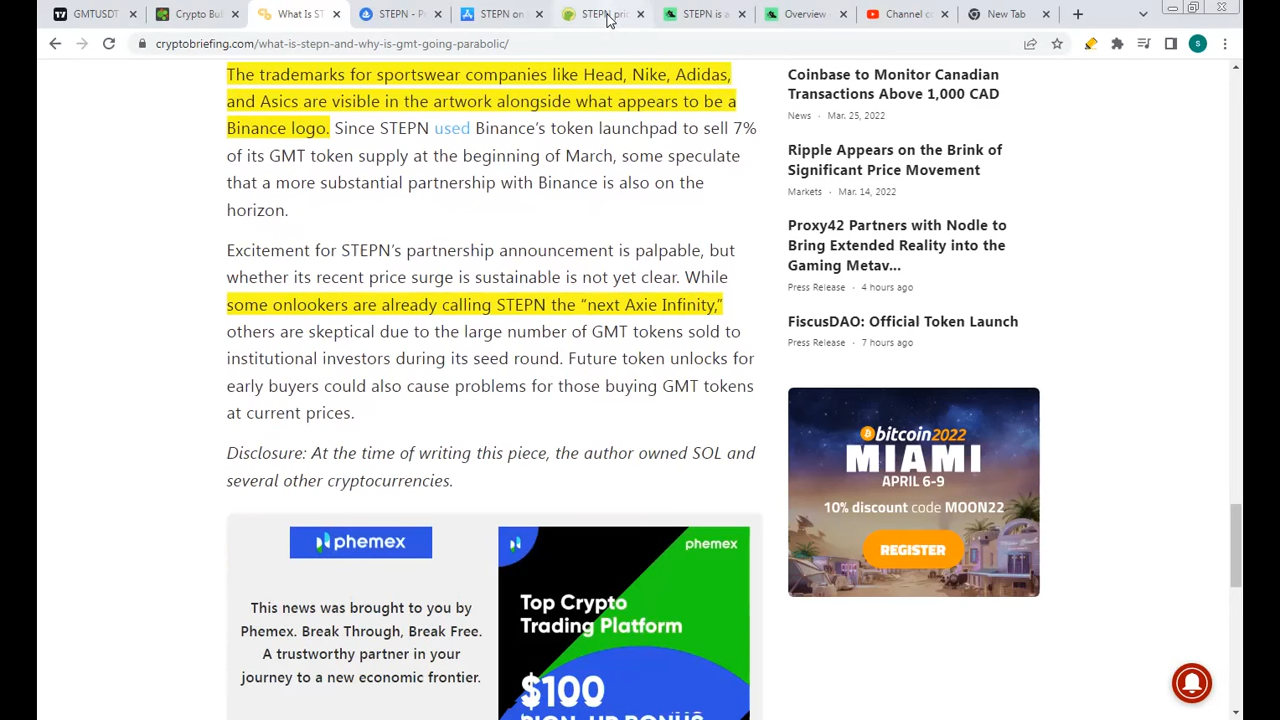 GMTUSDT
Crypto Bul
What Is ST
STEPN - P
STEPN on
STEPN pric
STEPN is a
Overview
Channel co
New Tab
cryptobriefing.com/what-is-stepn-and-why-is-gmt-going-parabolic/
S
The trademarks for sportswear companies like Head, Nike, Adidas,
and Asics are visible in the artwork alongside what appears to be a
Binance logo. Since STEPN used Binance’s token launchpad to sell 7%
of its GMT token supply at the beginning of March, some speculate
that a more substantial partnership with Binance is also on the
horizon.
Excitement for STEPN’s partnership announcement is palpable, but
whether its recent price surge is sustainable is not yet clear. While
some onlookers are already calling STEPN the “next Axie Infinity,”
others are skeptical due to the large number of GMT tokens sold to
institutional investors during its seed round. Future token unlocks for
early buyers could also cause problems for those buying GMT tokens
at current prices.
Disclosure: At the time of writing this piece, the author owned SOL and
several other cryptocurrencies.
phemex
This news was brought to you by
Phemex. Break Through, Break Free.
A trustworthy partner in your
journey to a new economic frontier.
phemex
Top Crypto
Trading Platform
$100
SIGN-UP BONUS
Coinbase to Monitor Canadian
Transactions Above 1,000 CAD
News · Mar. 25, 2022
Ripple Appears on the Brink of
Significant Price Movement
Markets · Mar. 14, 2022
Proxy42 Partners with Nodle to
Bring Extended Reality into the
Gaming Metav...
Press Release · 4 hours ago
FiscusDAO: Official Token Launch
Press Release · 7 hours ago
bitcoin2022
MIAMI
APRIL 6-9
10% discount code MOON22
REGISTER